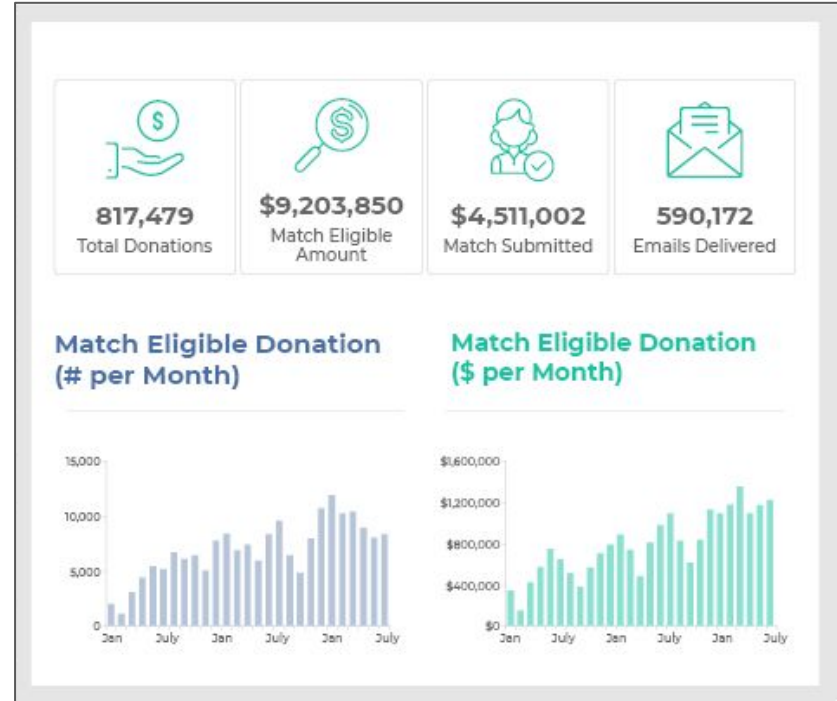 817,479
Total Donations
$9,203,850
Match Eligible
Amount
$4,511,002
Match Submitted
590,172
Emails Delivered
Match Eligible Donation
(# per Month)
15,000
10,000
5,000
0
Jan July Jan July Jan July
Match Eligible Donation
($ per Month)
$1,600,000
$1,200,000
$800,000
$400,000
$0
Jan July Jan July Jan July